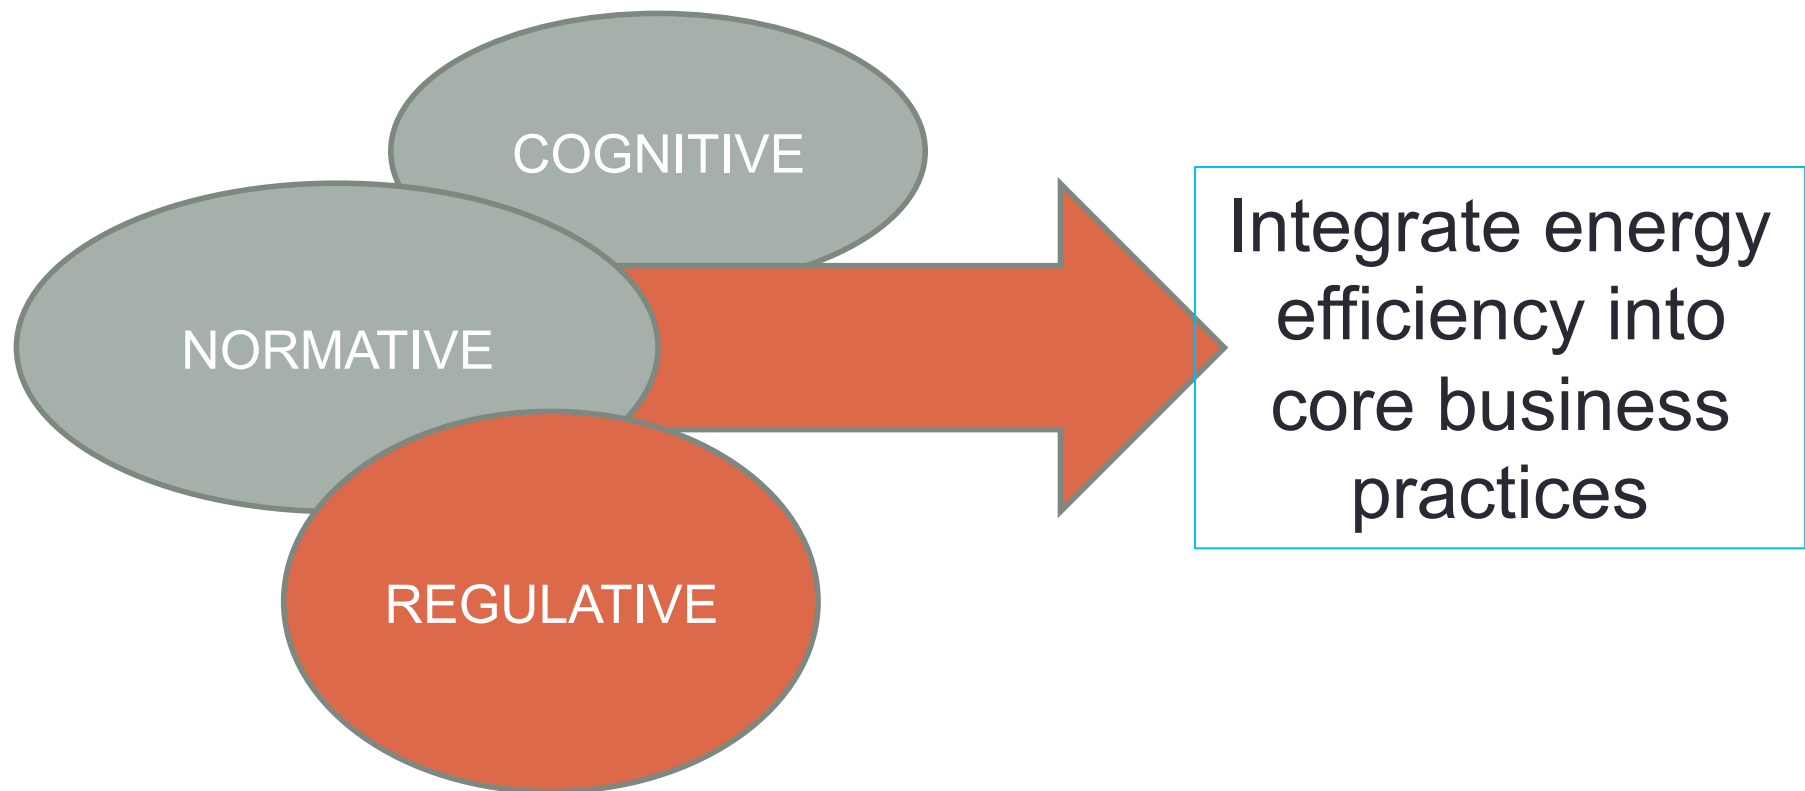 COGNITIVE
NORMATIVE
REGULATIVE
Integrate energy
efficiency into
core business
practices